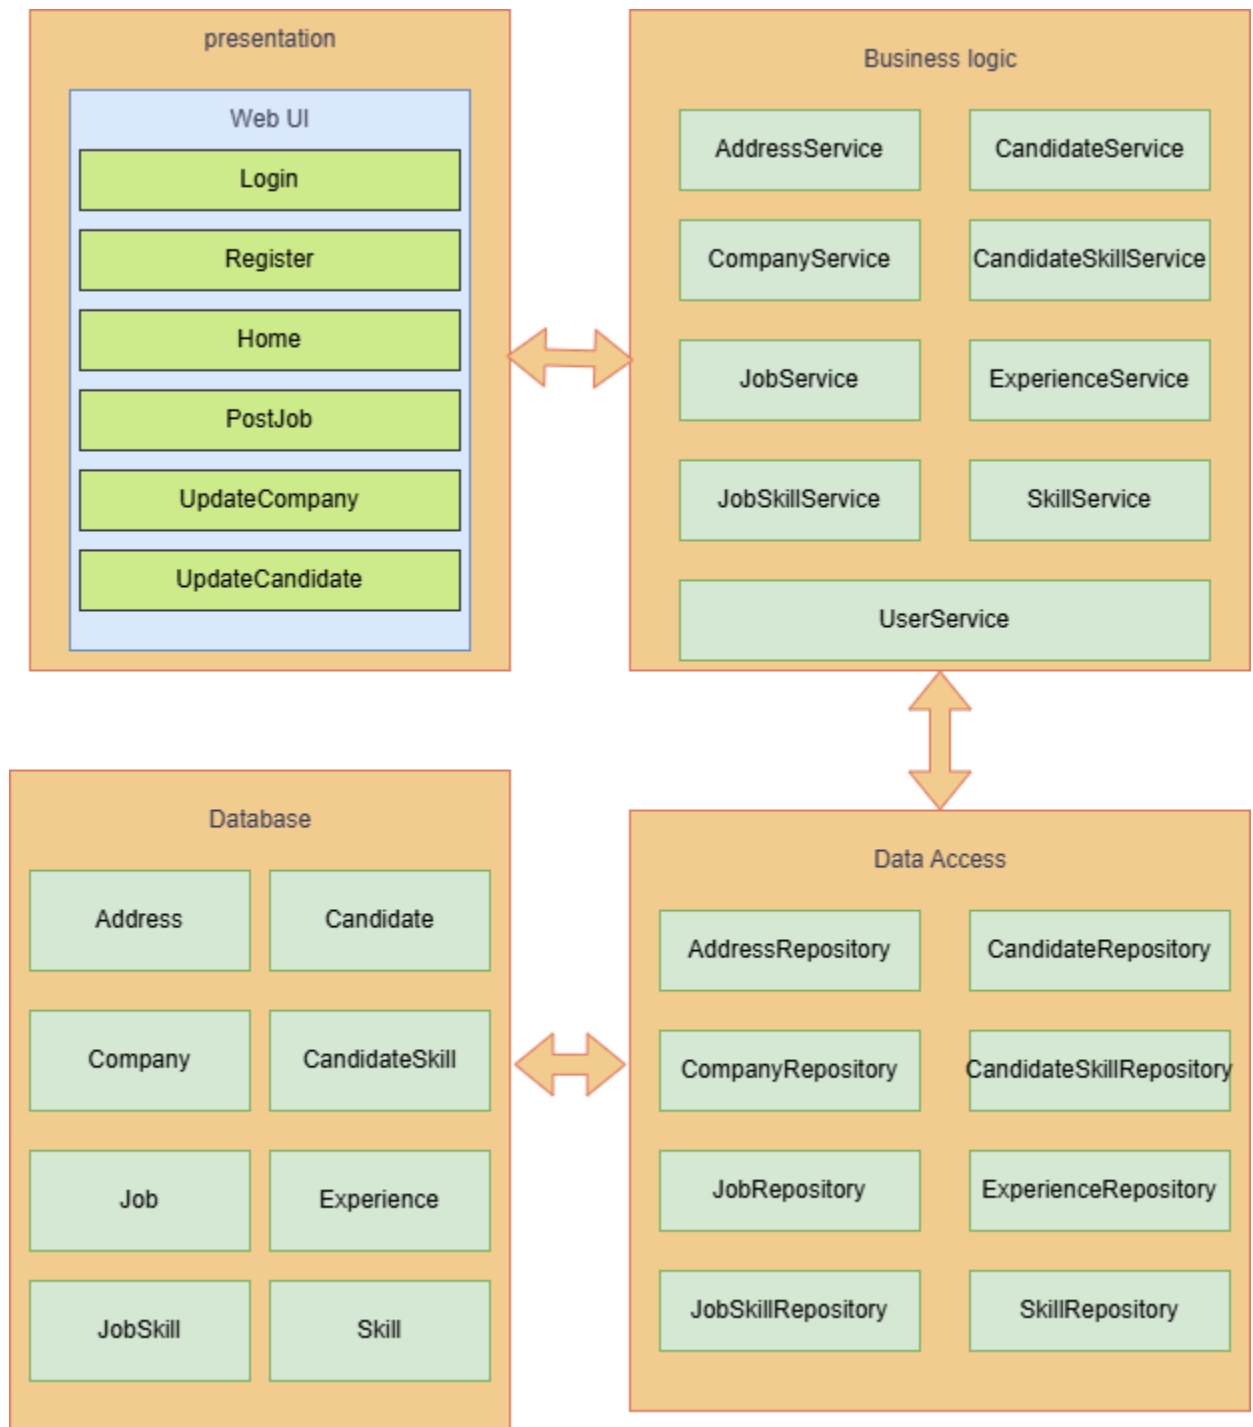 presentation
Web UI
Login
Register
Home
PostJob
UpdateCompany
UpdateCandidate
Business logic
AddressService
CandidateService
CompanyService
CandidateSkillService
JobService
ExperienceService
JobSkillService
SkillService
UserService
Database
Address
Candidate
Company
CandidateSkill
Job
Experience
JobSkill
Skill
Data Access
AddressRepository
CandidateRepository
CompanyRepository
CandidateSkillRepository
JobRepository
ExperienceRepository
JobSkillRepository
SkillRepository